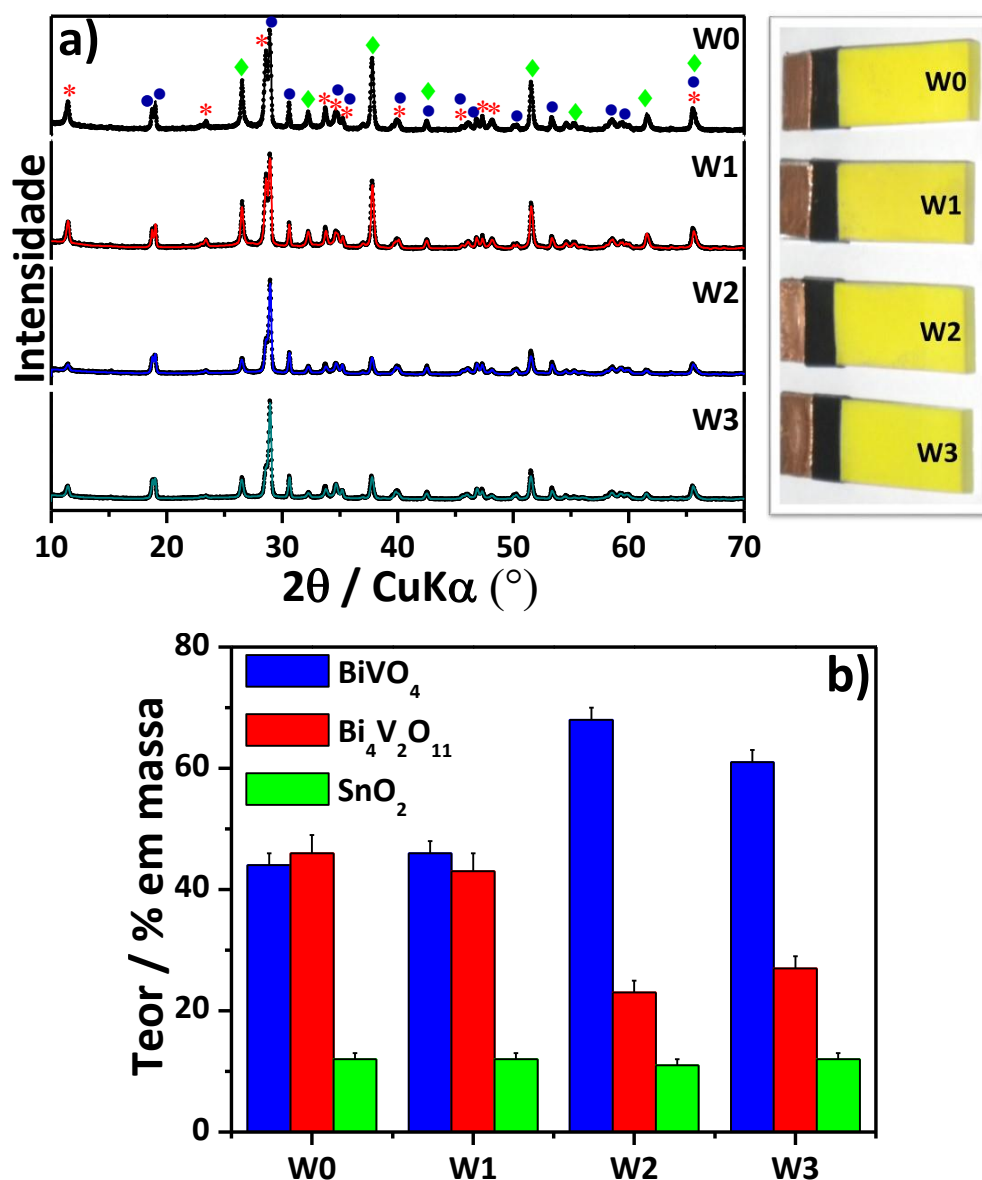 a)
W0
W1
W2
W3
Intensidade
10 20 30 40 50 60 70
2θ / CuKα (°)
W0
W1
W2
W3
b)
BiVO₄
Bi₄V₂O₁₁
SnO₂
Teor / % em massa
80
60
40
20
0
W0 W1 W2 W3